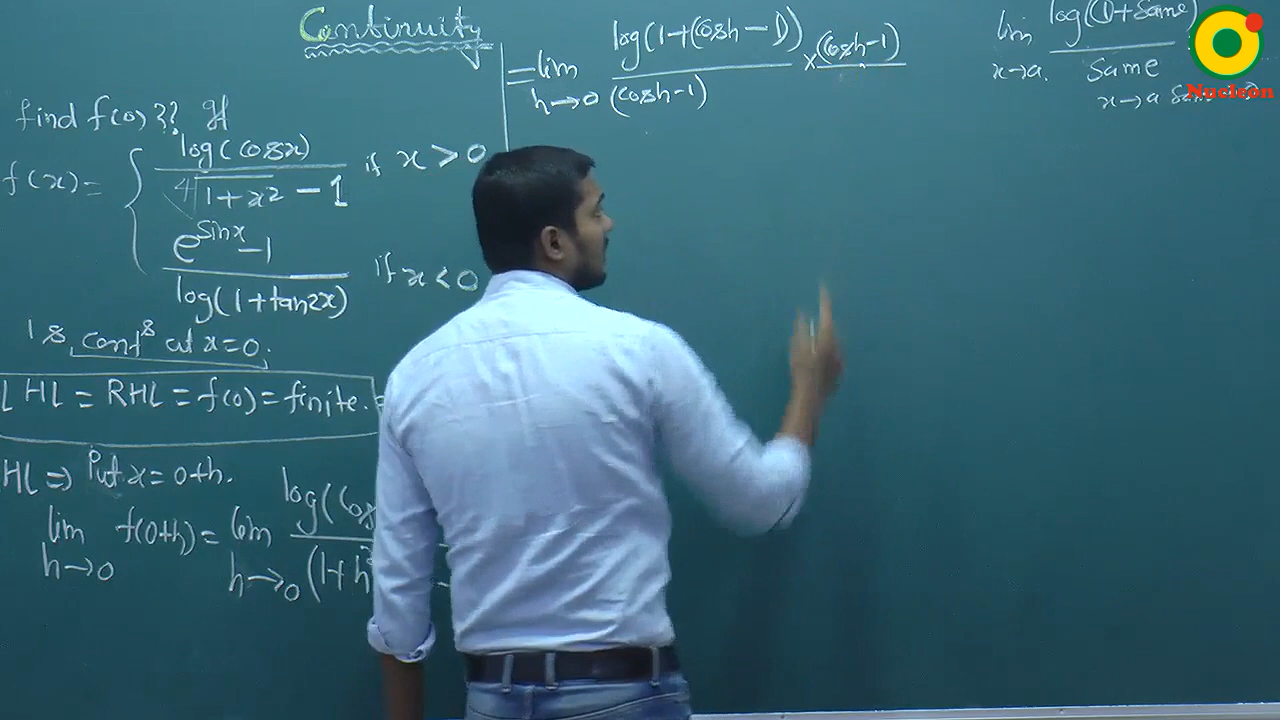 Continuity
find f(0)?? If
f(x) = { log(cosx) / ∜1+x² - 1 if x > 0
e^sinx - 1 / log(1+tan2x) if x < 0
is cont^s at x=0.
LHL = RHL = f(0) = finite.
HL ⇒ Put x = 0+h.
lim h→0 f(0+h) = lim h→0 log(cos / (1+h²
= lim h→0 log(1+(cosh-1)) / (cosh-1) × (cosh-1)
lim x→a. log(1+same) / same
x→a
Nucleon